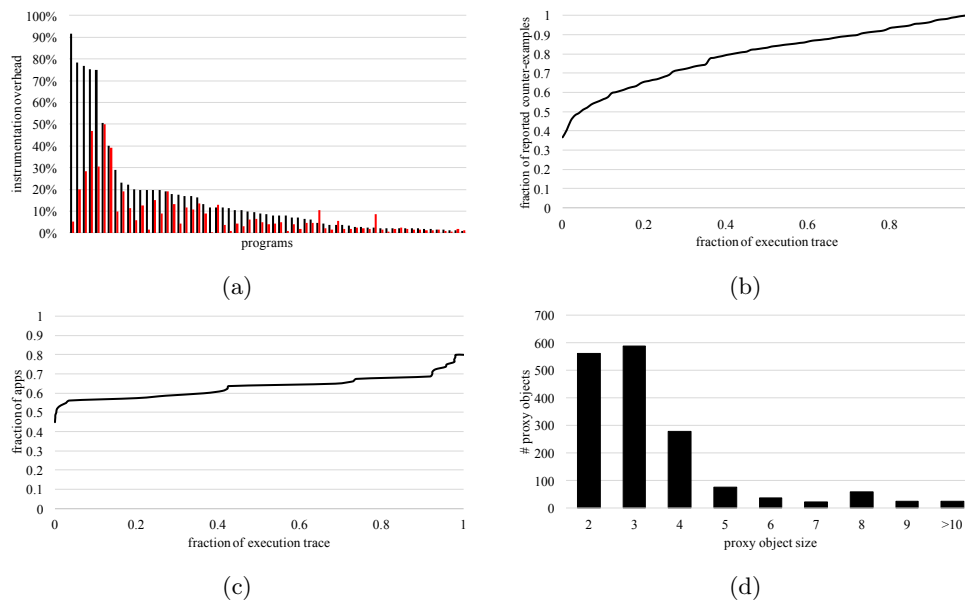 100%
90%
80%
70%
60%
50%
40%
30%
20%
10%
0%
instrumentation overhead
programs
(a)
1
0.9
0.8
0.7
0.6
0.5
0.4
0.3
0.2
0.1
0
fraction of reported counter-examples
0 0.2 0.4 0.6 0.8
fraction of execution trace
(b)
1
0.9
0.8
0.7
0.6
0.5
0.4
0.3
0.2
0.1
0
fraction of apps
0 0.2 0.4 0.6 0.8 1
fraction of execution trace
(c)
700
600
500
400
300
200
100
0
# proxy objects
2 3 4 5 6 7 8 9 >10
proxy object size
(d)